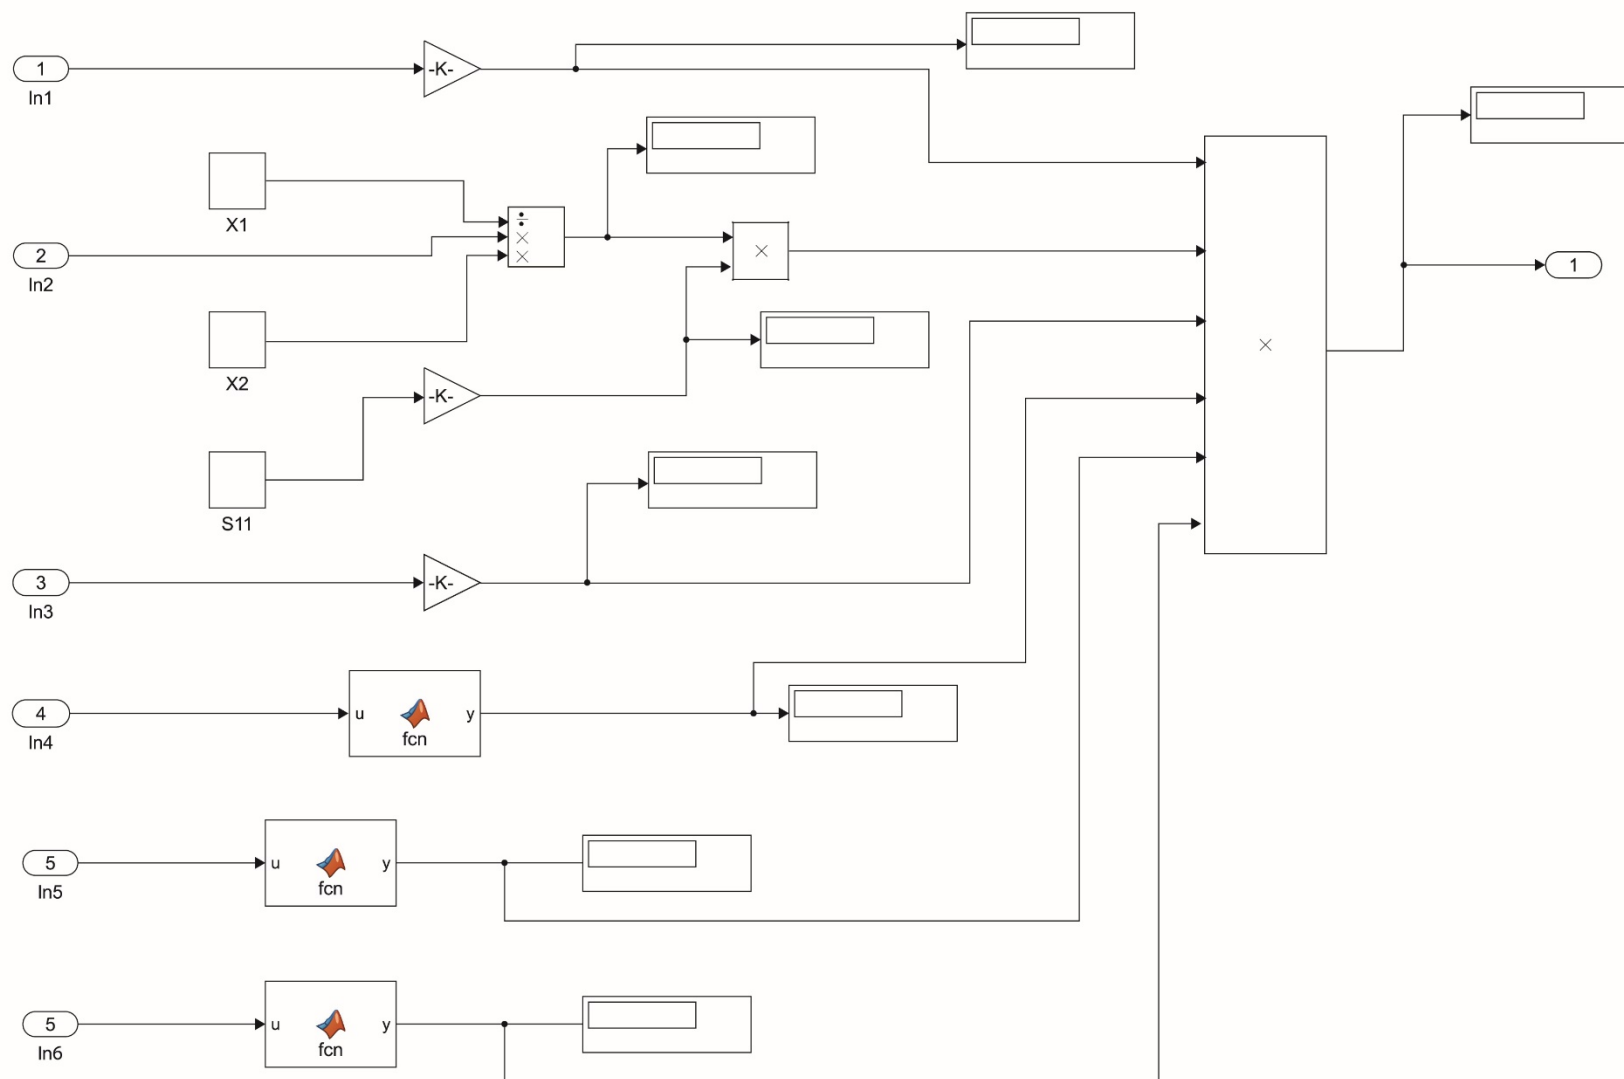 1
-K-
In1
X1
÷
×
×
2
In2
×
1
X2
-K-
×
S11
3
-K-
In3
4
u
y
fcn
In4
5
u
y
fcn
In5
5
u
y
fcn
In6